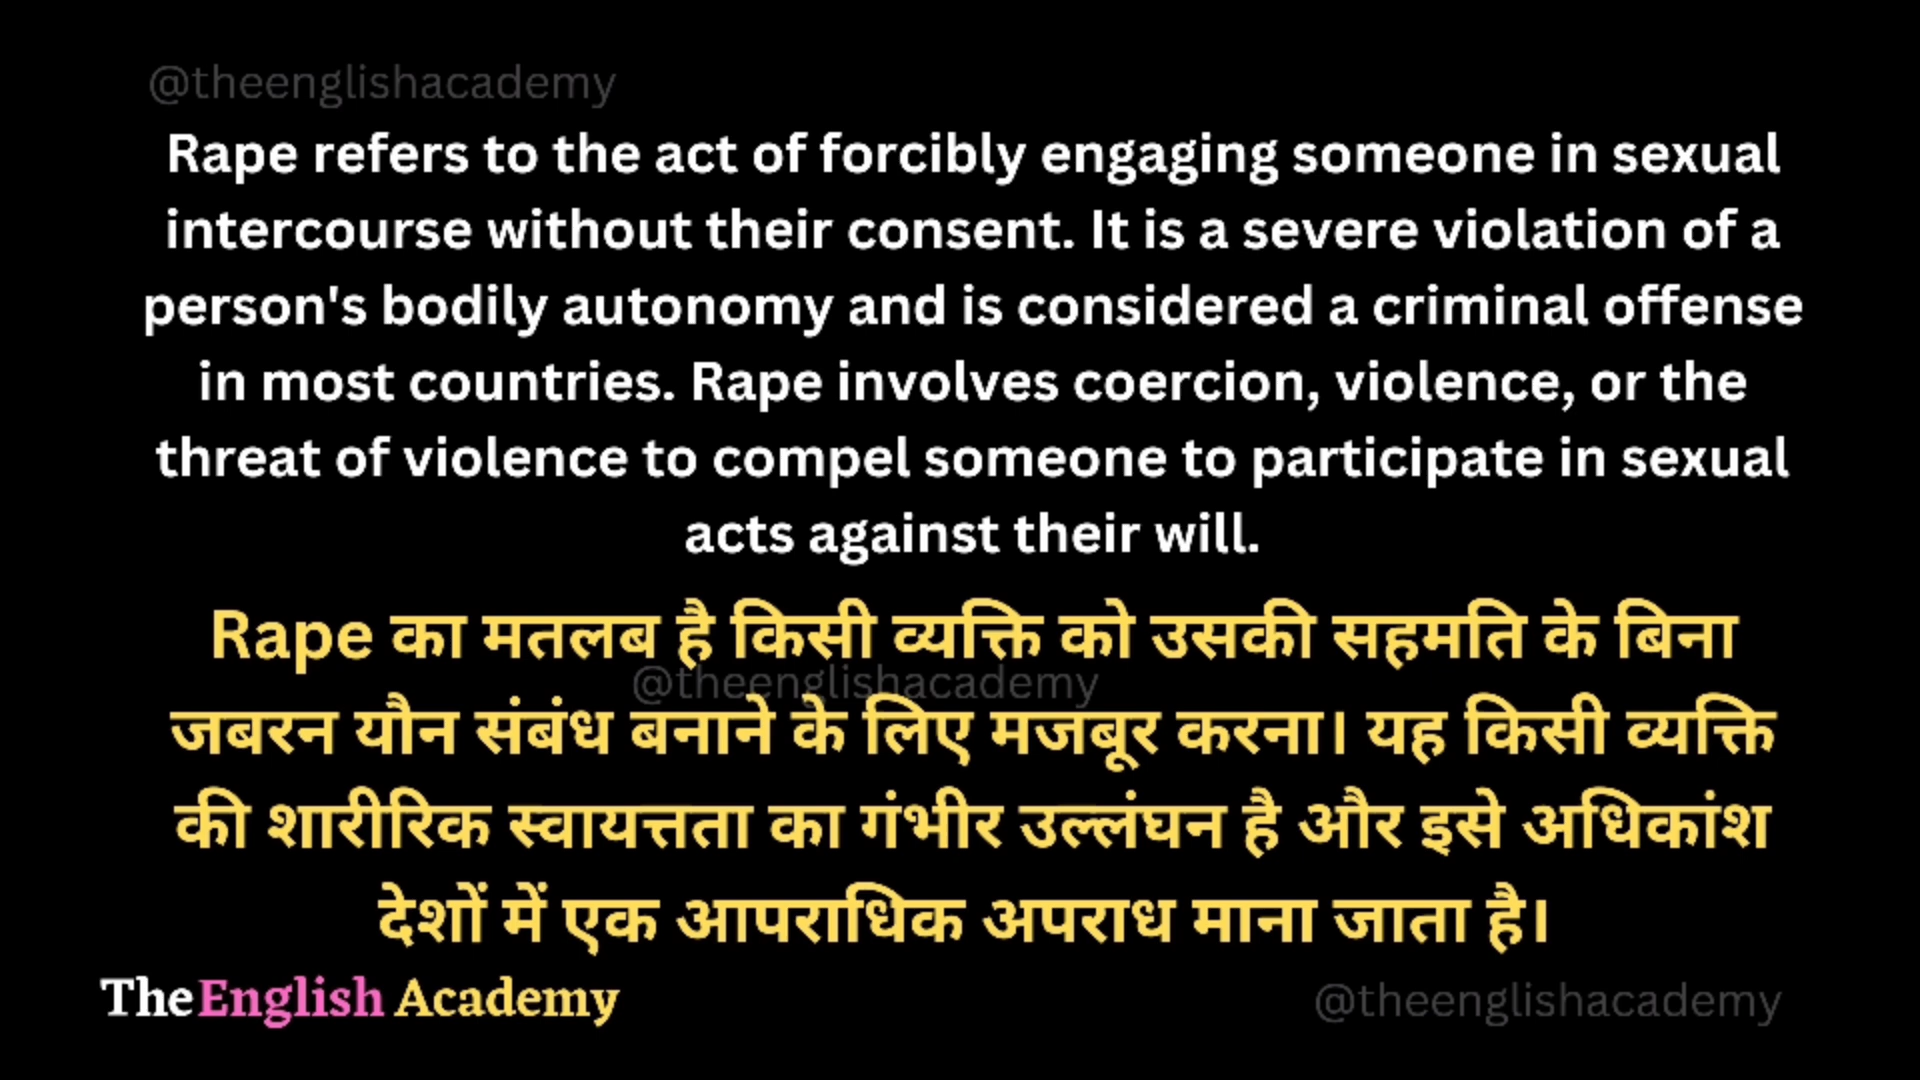 @theenglishacademy
Rape refers to the act of forcibly engaging someone in sexual
intercourse without their consent. It is a severe violation of a
person's bodily autonomy and is considered a criminal offense
in most countries. Rape involves coercion, violence, or the
threat of violence to compel someone to participate in sexual
acts against their will.
Rape का मतलब है किसी व्यक्ति को उसकी सहमति के बिना
@theenglishacademy
जबरन यौन संबंध बनाने के लिए मजबूर करना। यह किसी व्यक्ति
की शारीरिक स्वायत्तता का गंभीर उल्लंघन है और इसे अधिकांश
देशों में एक आपराधिक अपराध माना जाता है।
The English Academy
@theenglishacademy